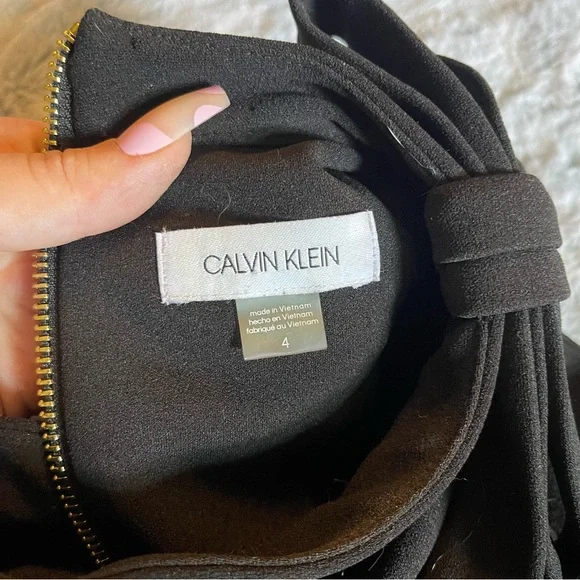 CALVIN KLEIN
made in Vietnam
hecho en Vietnam
fabriqué au Vietnam
4